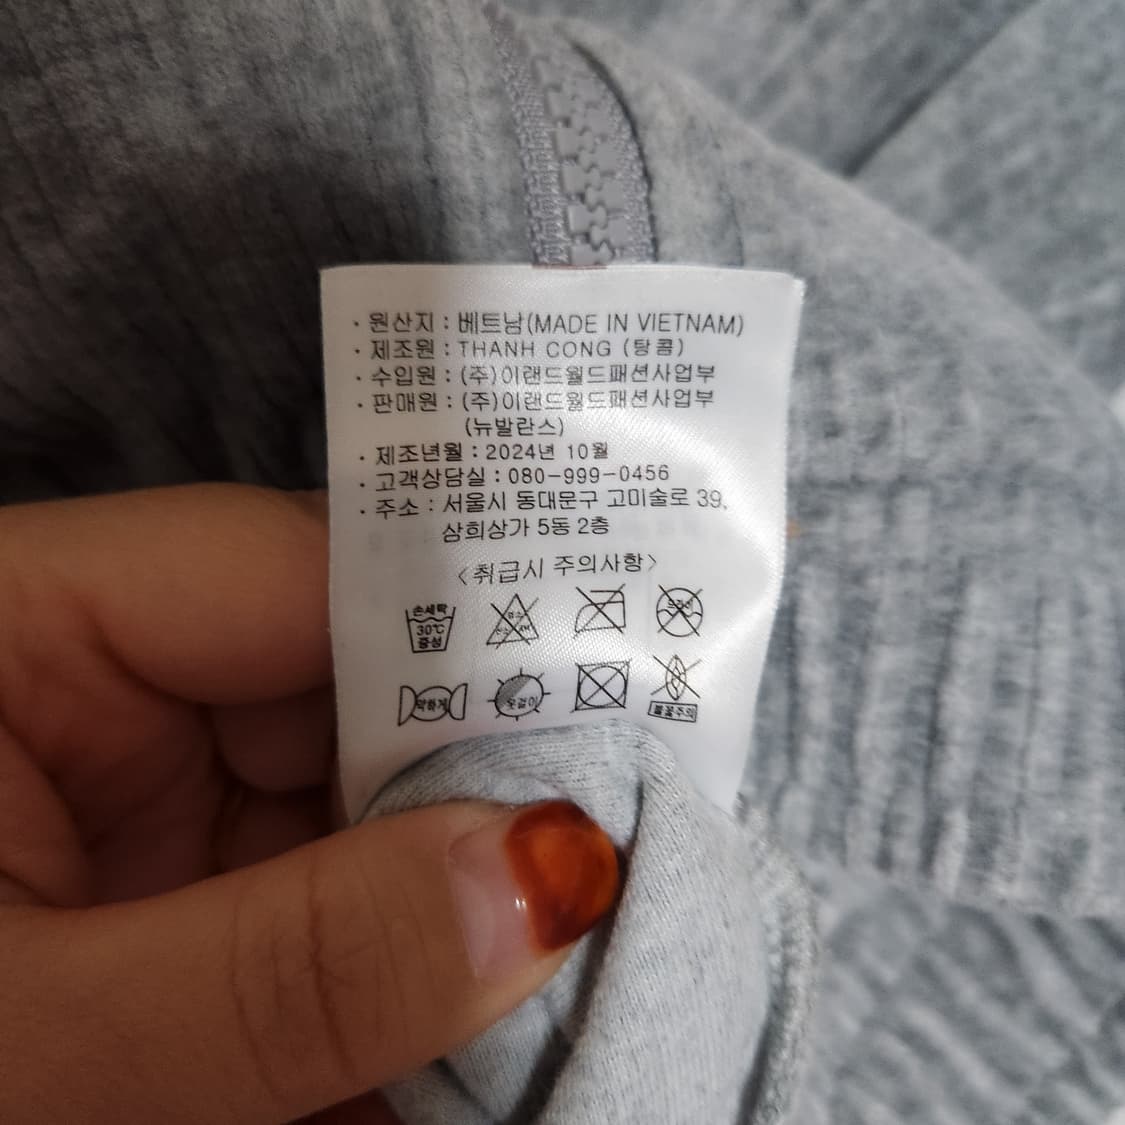 · 원산지 : 베트남(MADE IN VIETNAM)
· 제조원 : THANH CONG (탕콤)
· 수입원 : (주)이랜드월드패션사업부
· 판매원 : (주)이랜드월드패션사업부
(뉴발란스)
· 제조년월 : 2024년 10월
· 고객상담실 : 080-999-0456
· 주소 : 서울시 동대문구 고미술로 39,
삼희상가 5동 2층
<취급시 주의사항>
손세탁 드라이
30℃
중성
약하게 옷걸이 불꽃주의